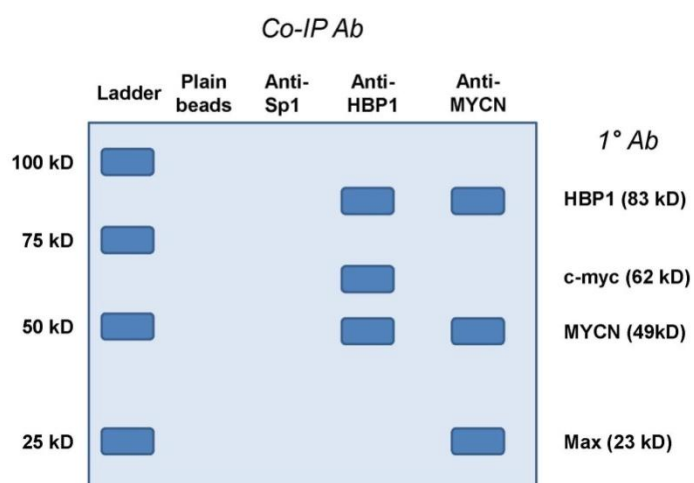 Co-IP Ab
Ladder
Plain
beads
Anti-
Sp1
Anti-
HBP1
Anti-
MYCN
1° Ab
100 kD
75 kD
50 kD
25 kD
HBP1 (83 kD)
c-myc (62 kD)
MYCN (49kD)
Max (23 kD)